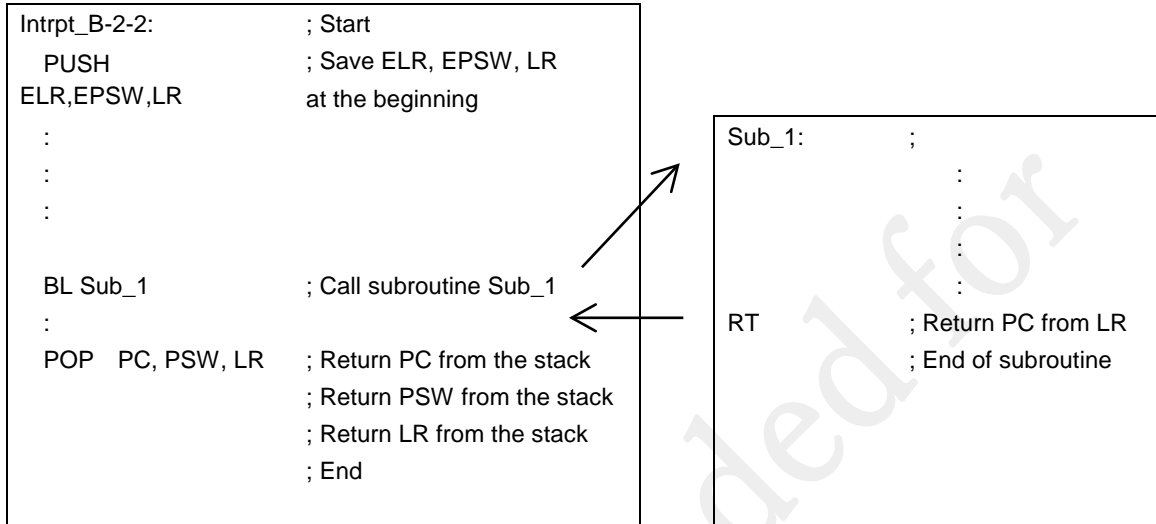 Intrpt_B-2-2: ; Start
PUSH ; Save ELR, EPSW, LR
ELR,EPSW,LR at the beginning
:
:
:
BL Sub_1 ; Call subroutine Sub_1
:
POP PC, PSW, LR ; Return PC from the stack
; Return PSW from the stack
; Return LR from the stack
; End
Sub_1: ;
:
:
:
:
RT ; Return PC from LR
; End of subroutine
ded for